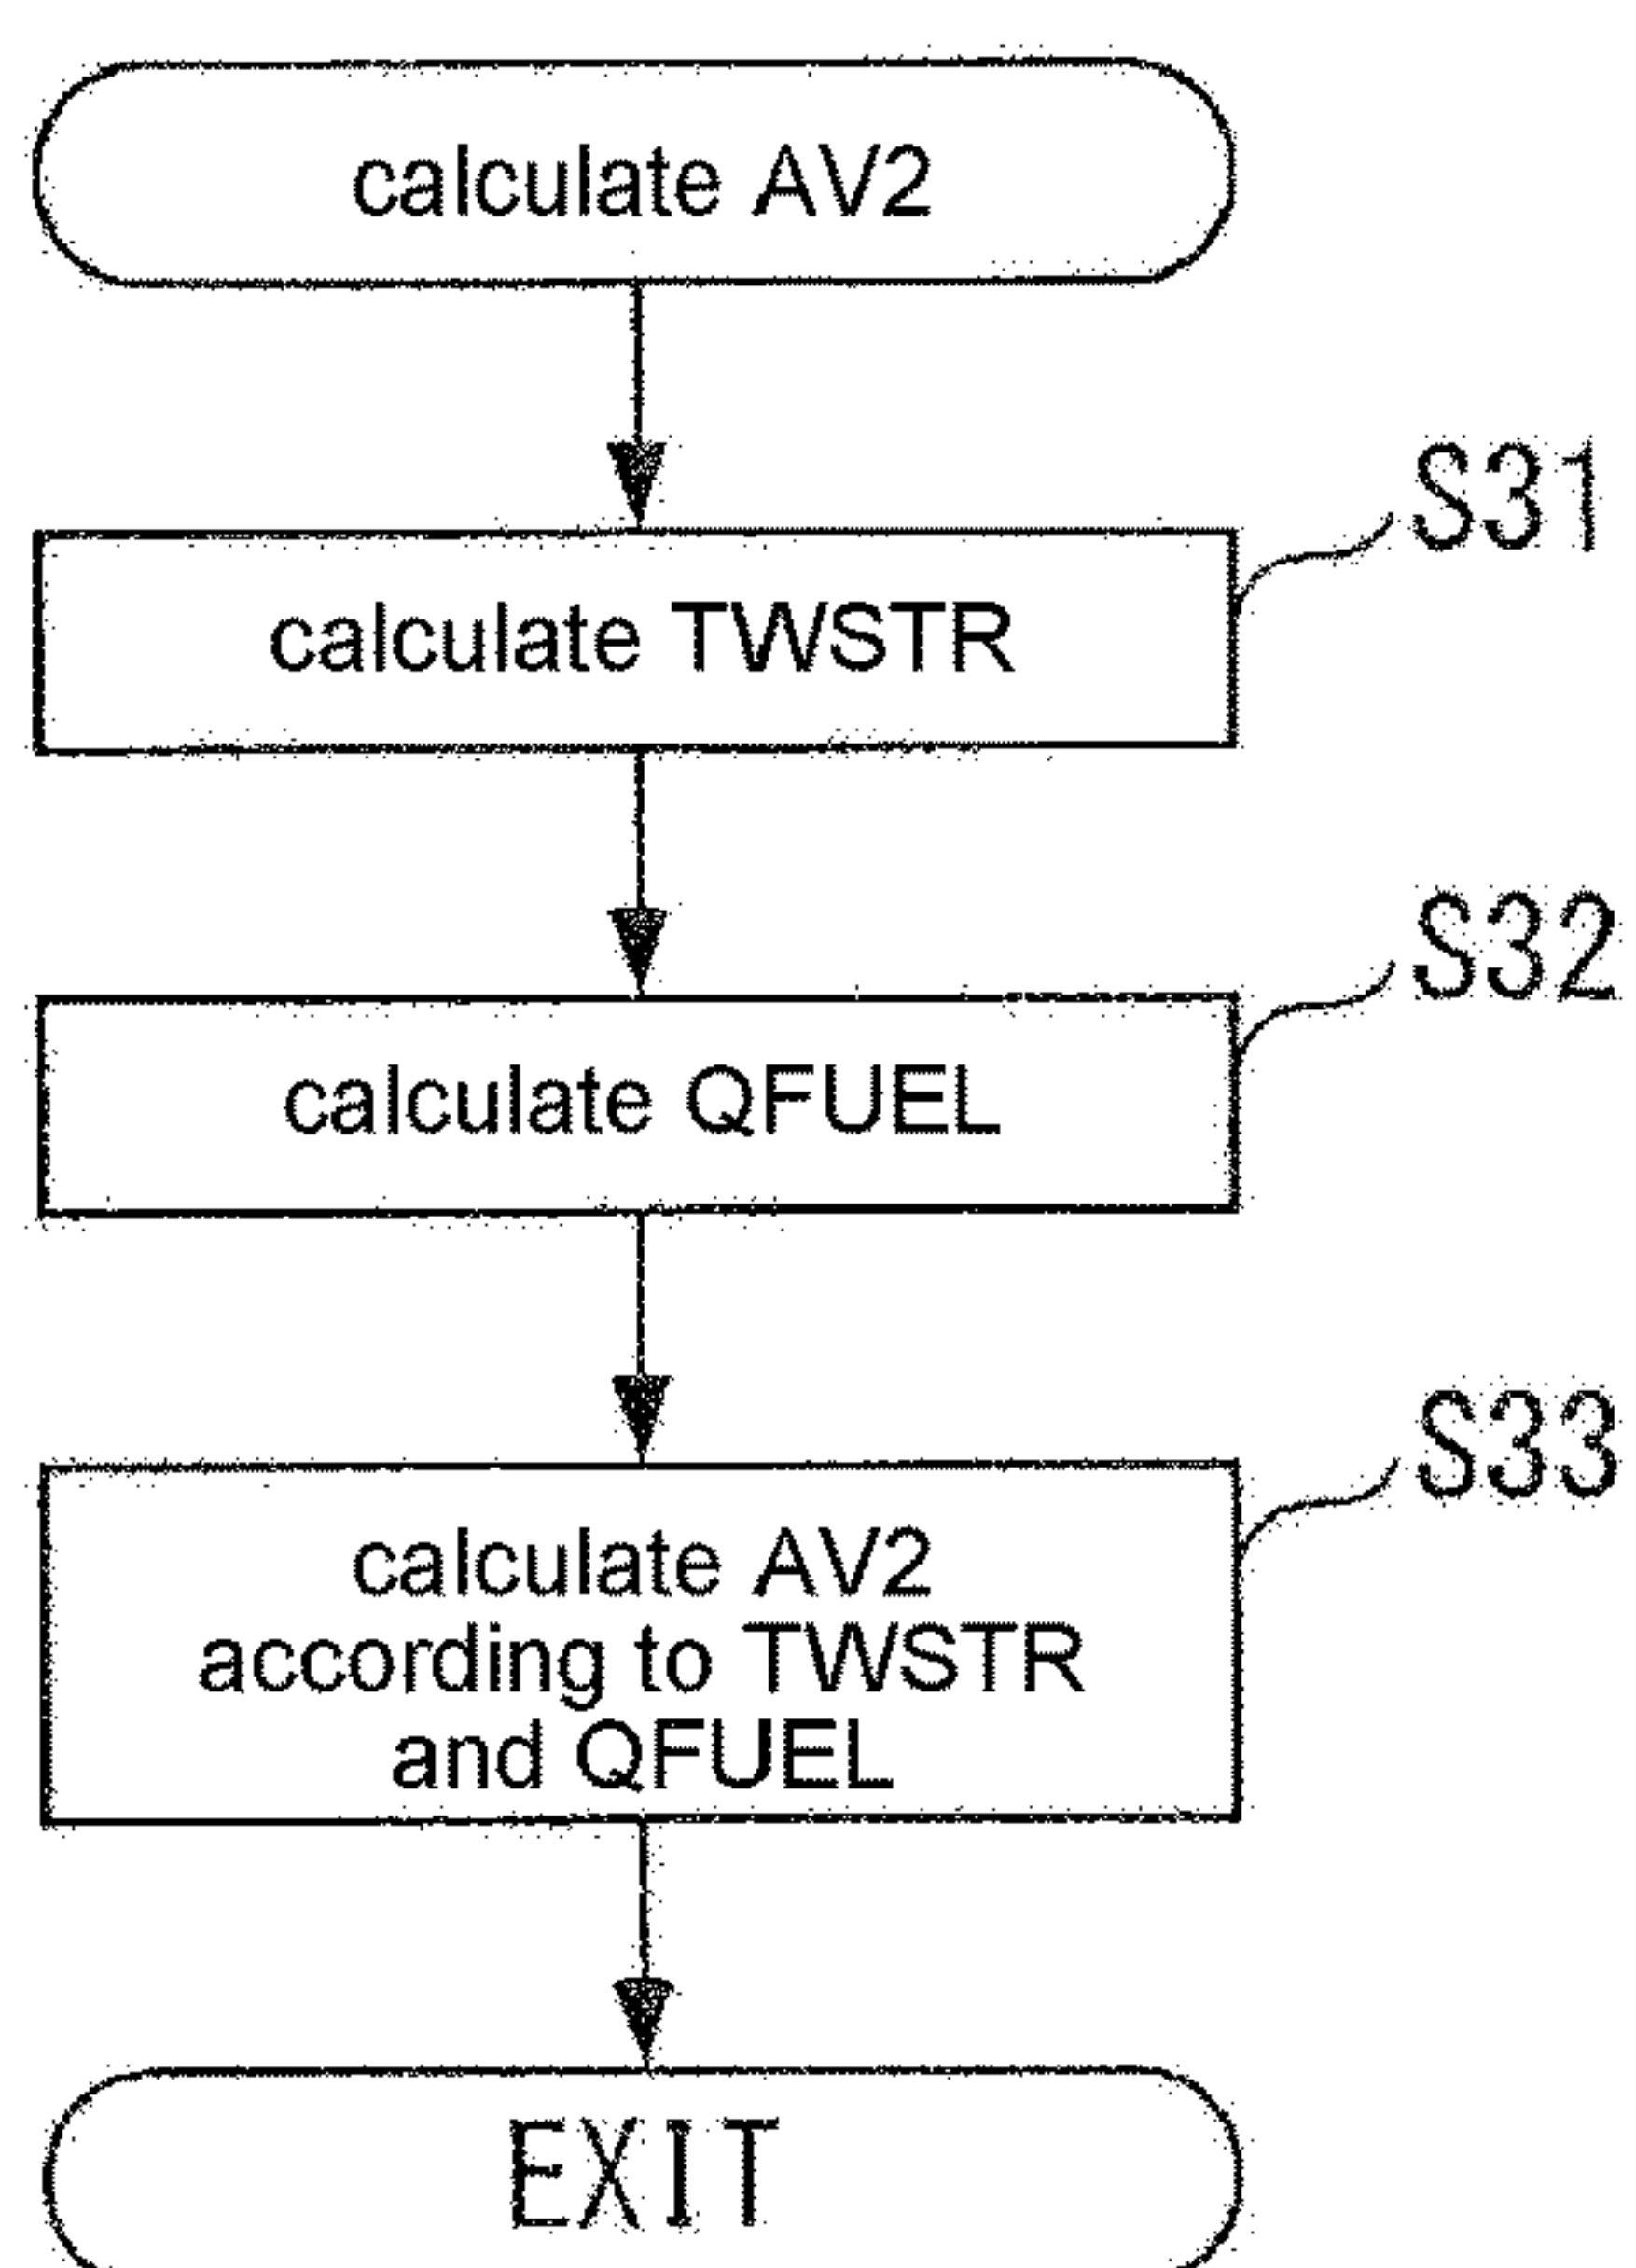 calculate AV2
S31
calculate TWSTR
S32
calculate QFUEL
S33
calculate AV2
according to TWSTR
and QFUEL
EXIT